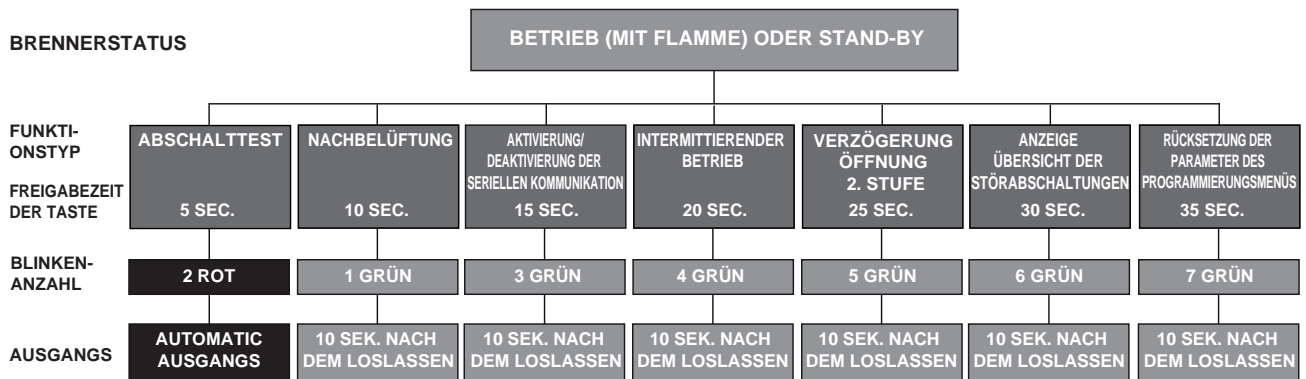 BRENNERSTATUS
BETRIEB (MIT FLAMME) ODER STAND-BY
FUNKTI-
ONSTYP
FREIGABEZEIT
DER TASTE
ABSCHALTTEST
5 SEC.
NACHBELÜFTUNG
10 SEC.
AKTIVIERUNG/
DEAKTIVIERUNG DER
SERIELLEN KOMMUNIKATION
15 SEC.
INTERMITTIERENDER
BETRIEB
20 SEC.
VERZÖGERUNG
ÖFFNUNG
2. STUFE
25 SEC.
ANZEIGE
ÜBERSICHT DER
STÖRABSCHALTUNGEN
30 SEC.
RÜCKSETZUNG DER
PARAMETER DES
PROGRAMMIERUNGSMENÜS
35 SEC.
BLINKEN-
ANZAHL
2 ROT
1 GRÜN
3 GRÜN
4 GRÜN
5 GRÜN
6 GRÜN
7 GRÜN
AUSGANGS
AUTOMATIC
AUSGANGS
10 SEK. NACH
DEM LOSLASSEN
10 SEK. NACH
DEM LOSLASSEN
10 SEK. NACH
DEM LOSLASSEN
10 SEK. NACH
DEM LOSLASSEN
10 SEK. NACH
DEM LOSLASSEN
10 SEK. NACH
DEM LOSLASSEN